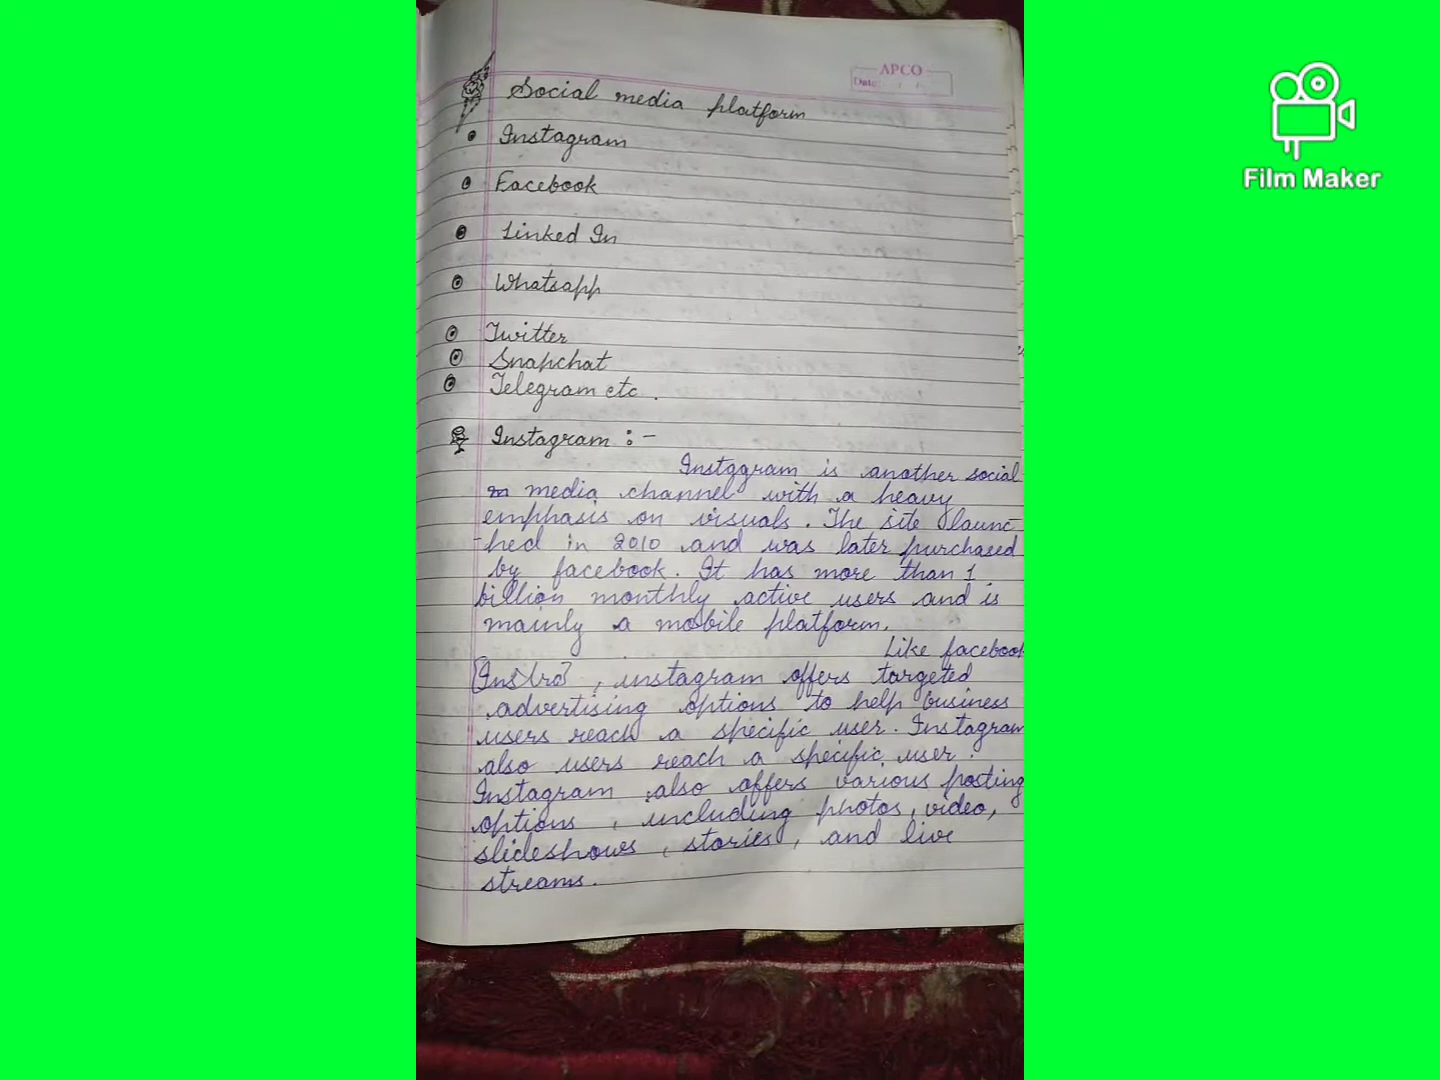 APCO
Date: / /
Social media platform
Instagram
Facebook
Linked In
Whatsapp
Twitter
Snapchat
Telegram etc.
Instagram :-
Instagram is another social
m media channel with a heavy
emphasis on visuals. The site launc-
-hed in 2010 and was later purchased
by facebook. It has more than 1
billion monthly active users and is
mainly a mobile platform.
Like facebook
, instagram offers targeted
advertising options to help business
users reach a specific user. Instagram
also users reach a specific user.
Instagram also offers various posting
options, including photos, video,
slideshows, stories, and live
streams.
Film Maker